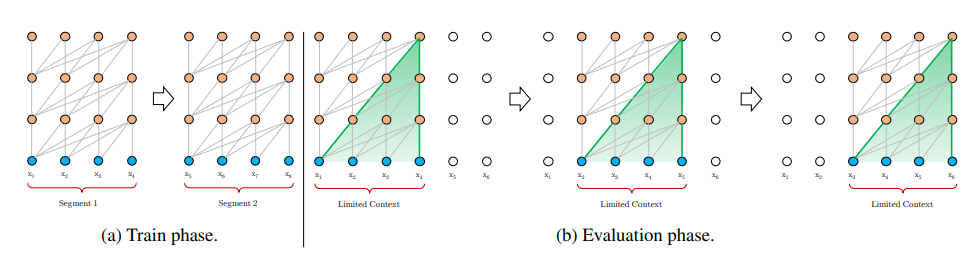 x1 x2 x3 x4
Segment 1
x5 x6 x7 x8
Segment 2
(a) Train phase.
x1 x2 x3 x4 x5 x6
Limited Context
x1 x2 x3 x4 x5 x6
Limited Context
x1 x2 x3 x4 x5 x6
Limited Context
(b) Evaluation phase.